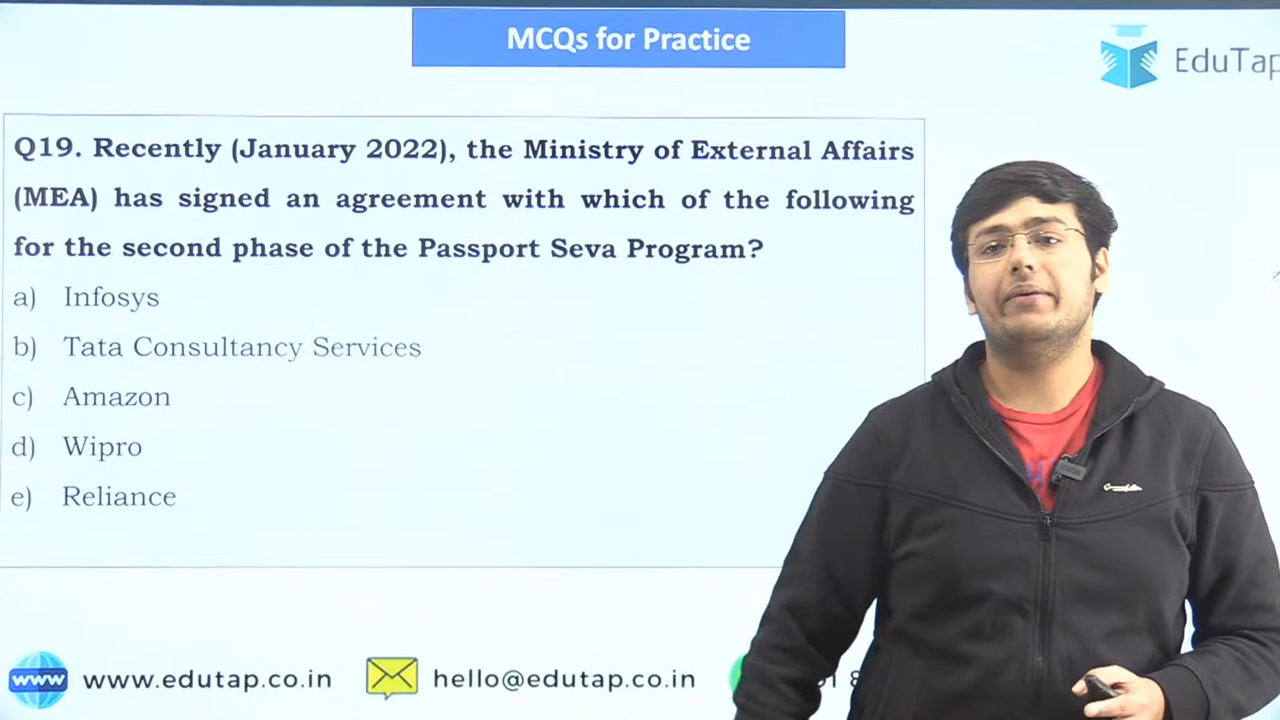 MCQs for Practice
EduTap
Q19. Recently (January 2022), the Ministry of External Affairs
(MEA) has signed an agreement with which of the following
for the second phase of the Passport Seva Program?
a) Infosys
b) Tata Consultancy Services
c) Amazon
d) Wipro
e) Reliance
www www.edutap.co.in hello@edutap.co.in